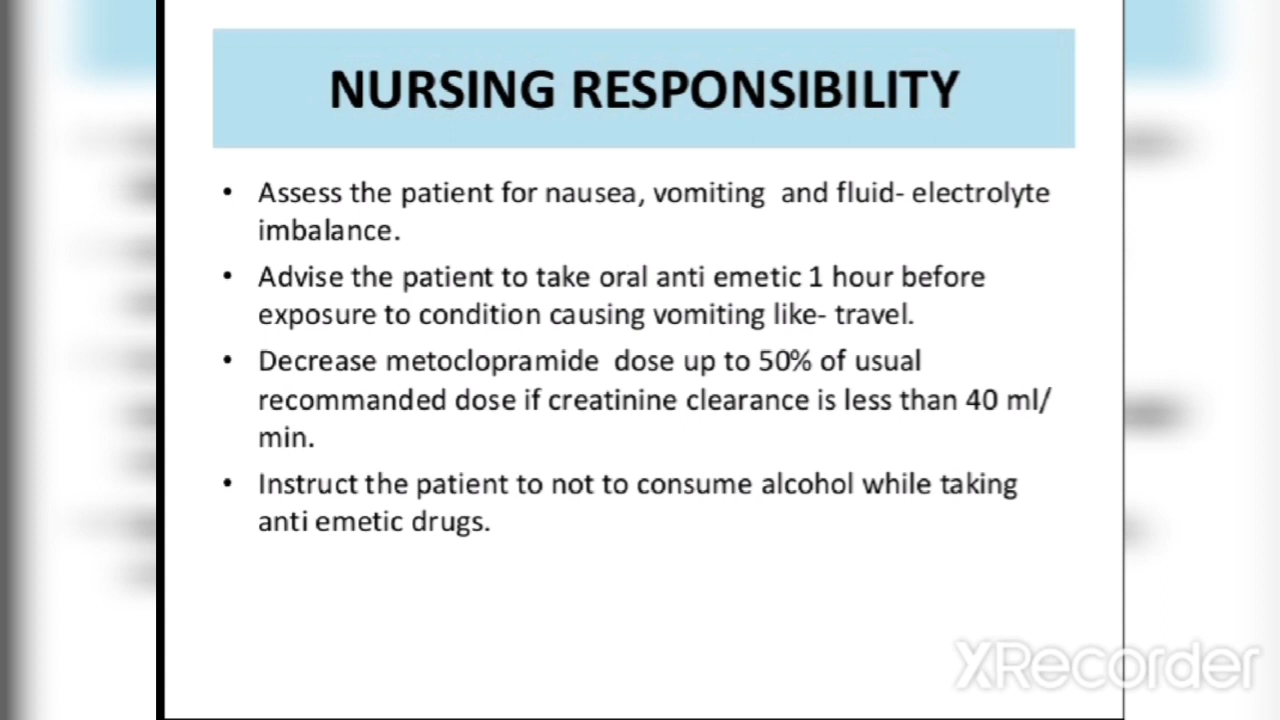 NURSING RESPONSIBILITY
• Assess the patient for nausea, vomiting and fluid- electrolyte
imbalance.
• Advise the patient to take oral anti emetic 1 hour before
exposure to condition causing vomiting like- travel.
• Decrease metoclopramide dose up to 50% of usual
recommanded dose if creatinine clearance is less than 40 ml/
min.
• Instruct the patient to not to consume alcohol while taking
anti emetic drugs.
XRecorder